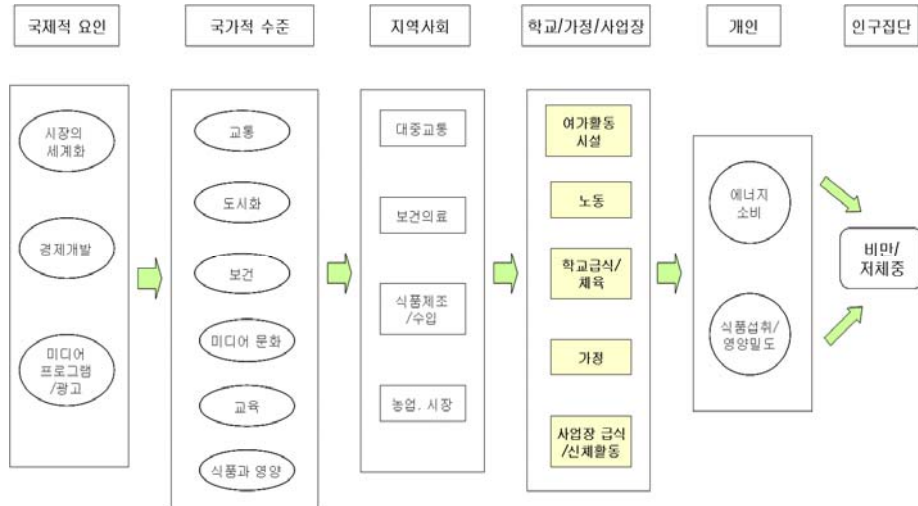 국제적 요인
국가적 수준
지역사회
학교/가정/사업장
개인
인구집단
시장의
세계화
경제개발
미디어
프로그램
/광고
교통
도시화
보건
미디어 문화
교육
식품과 영양
대중교통
보건의료
식품제조
/수입
농업. 시장
여가활동
시설
노동
학교급식/
체육
가정
사업장 급식
/신체활동
에너지
소비
식품섭취/
영양밀도
비만/
저체중